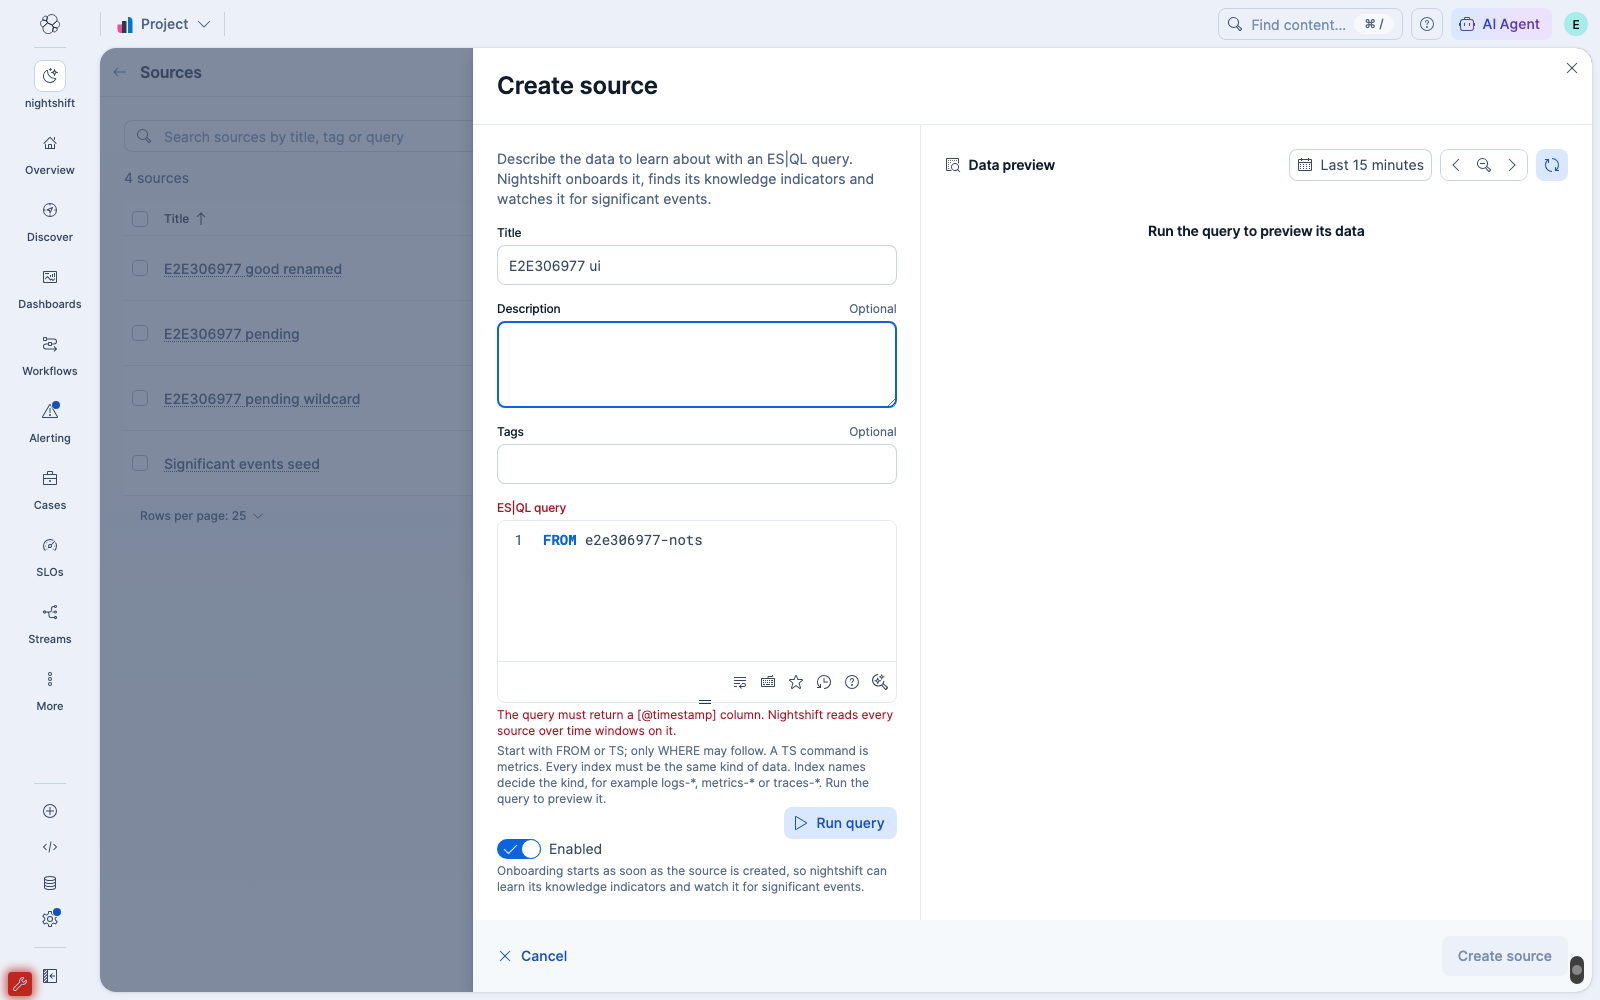 Project
Find content...
⌘ /
AI Agent
E
nightshift
Overview
Discover
Dashboards
Workflows
Alerting
Cases
SLOs
Streams
More
Sources
Search sources by title, tag or query
4 sources
Title
E2E306977 good renamed
E2E306977 pending
E2E306977 pending wildcard
Significant events seed
Rows per page: 25
Create source
Describe the data to learn about with an ES|QL query.
Nightshift onboards it, finds its knowledge indicators and
watches it for significant events.
Title
E2E306977 ui
Description Optional
Tags Optional
ES|QL query
1 FROM e2e306977-nots
The query must return a [@timestamp] column. Nightshift reads every
source over time windows on it.
Start with FROM or TS; only WHERE may follow. A TS command is
metrics. Every index must be the same kind of data. Index names
decide the kind, for example logs-*, metrics-* or traces-*. Run the
query to preview it.
Run query
Enabled
Onboarding starts as soon as the source is created, so nightshift can
learn its knowledge indicators and watch it for significant events.
Data preview
Last 15 minutes
Run the query to preview its data
Cancel
Create source